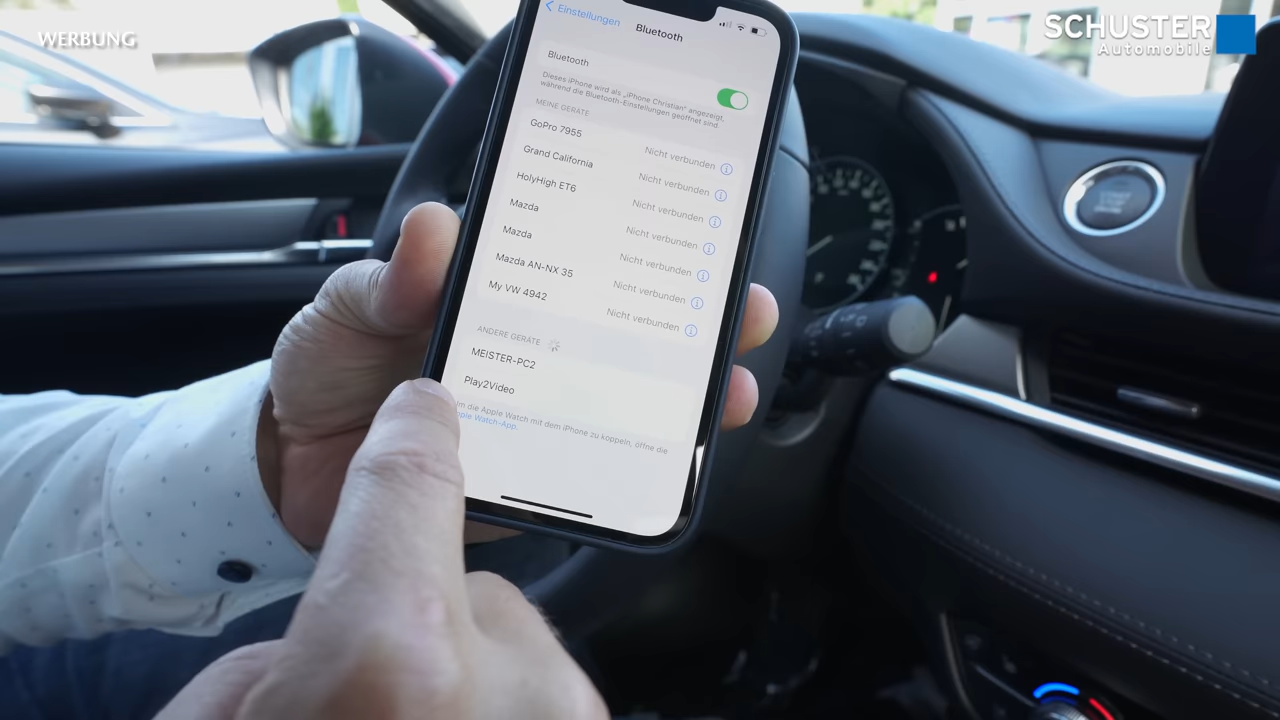 WERBUNG
SCHUSTER
Automobile
Einstellungen
Bluetooth
Bluetooth
Dieses iPhone wird als „iPhone Christian“ angezeigt,
während die Bluetooth-Einstellungen geöffnet sind.
MEINE GERÄTE
GoPro 7955 Nicht verbunden
Grand California Nicht verbunden
HolyHigh ET6 Nicht verbunden
Mazda Nicht verbunden
Mazda Nicht verbunden
Mazda AN-NX 35 Nicht verbunden
My VW 4942 Nicht verbunden
ANDERE GERÄTE
MEISTER-PC2
Play2Video
die Apple Watch mit dem iPhone zu koppeln, öffne die
Watch-App.